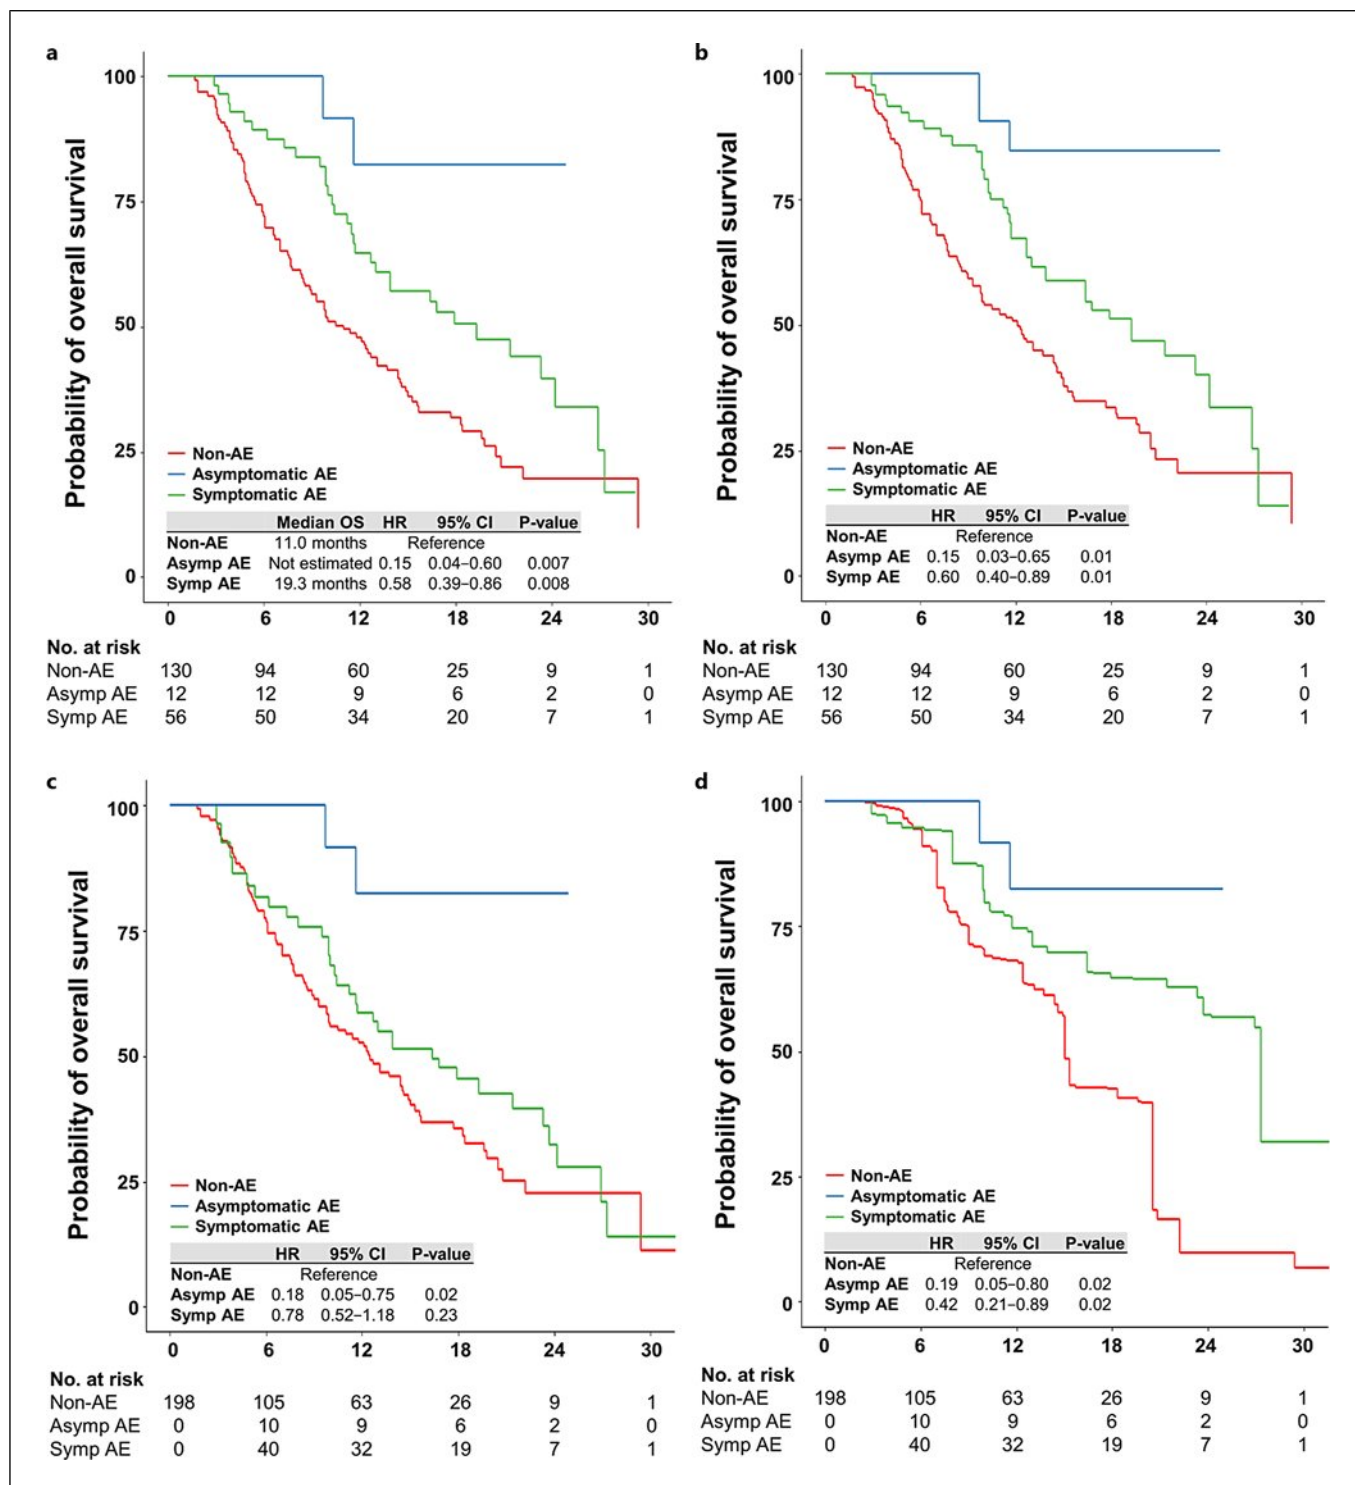 a
Probability of overall survival
100
75
50
25
0
Non-AE
Asymptomatic AE
Symptomatic AE
Median OS HR 95% CI P-value
Non-AE 11.0 months Reference
Asymp AE Not estimated 0.15 0.04–0.60 0.007
Symp AE 19.3 months 0.58 0.39–0.86 0.008
0 6 12 18 24 30
No. at risk
Non-AE 130 94 60 25 9 1
Asymp AE 12 12 9 6 2 0
Symp AE 56 50 34 20 7 1
b
Probability of overall survival
100
75
50
25
0
Non-AE
Asymptomatic AE
Symptomatic AE
HR 95% CI P-value
Non-AE Reference
Asymp AE 0.15 0.03–0.65 0.01
Symp AE 0.60 0.40–0.89 0.01
0 6 12 18 24 30
No. at risk
Non-AE 130 94 60 25 9 1
Asymp AE 12 12 9 6 2 0
Symp AE 56 50 34 20 7 1
c
Probability of overall survival
100
75
50
25
0
Non-AE
Asymptomatic AE
Symptomatic AE
HR 95% CI P-value
Non-AE Reference
Asymp AE 0.18 0.05–0.75 0.02
Symp AE 0.78 0.52–1.18 0.23
0 6 12 18 24 30
No. at risk
Non-AE 198 105 63 26 9 1
Asymp AE 0 10 9 6 2 0
Symp AE 0 40 32 19 7 1
d
Probability of overall survival
100
75
50
25
0
Non-AE
Asymptomatic AE
Symptomatic AE
HR 95% CI P-value
Non-AE Reference
Asymp AE 0.19 0.05–0.80 0.02
Symp AE 0.42 0.21–0.89 0.02
0 6 12 18 24 30
No. at risk
Non-AE 198 105 63 26 9 1
Asymp AE 0 10 9 6 2 0
Symp AE 0 40 32 19 7 1